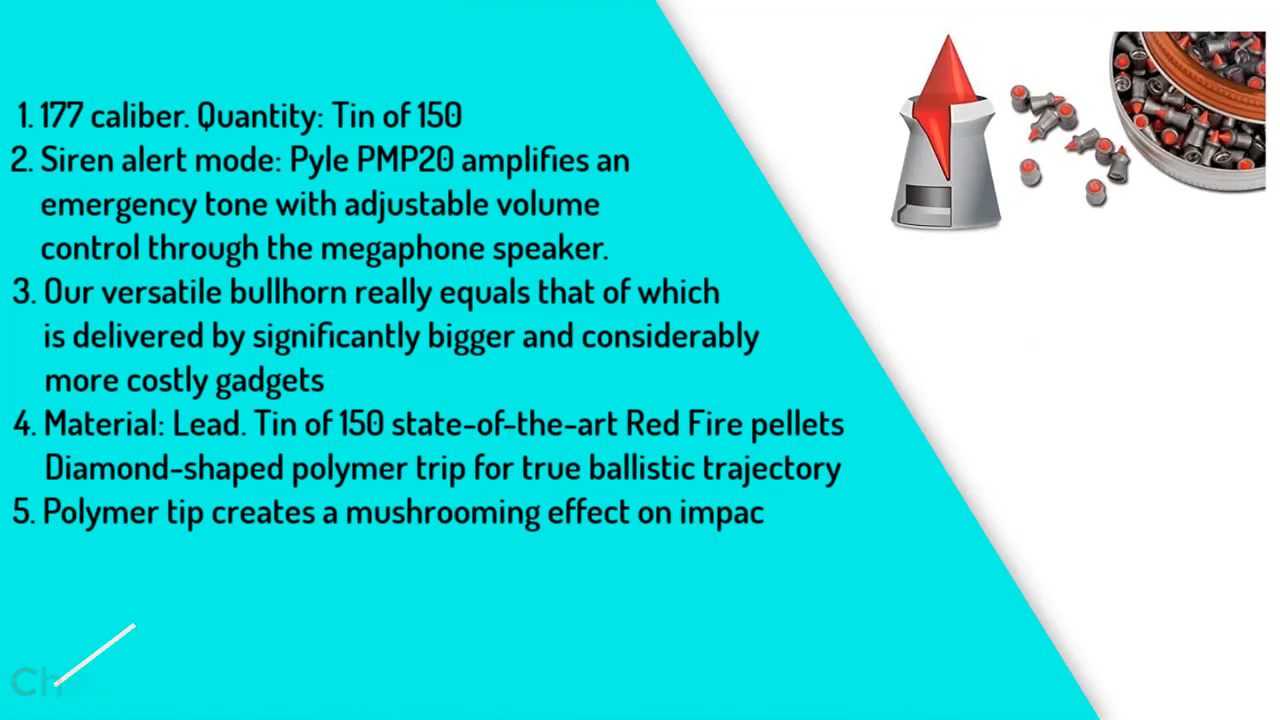 1. 177 caliber. Quantity: Tin of 150
2. Siren alert mode: Pyle PMP20 amplifies an
emergency tone with adjustable volume
control through the megaphone speaker.
3. Our versatile bullhorn really equals that of which
is delivered by significantly bigger and considerably
more costly gadgets
4. Material: Lead. Tin of 150 state-of-the-art Red Fire pellets
Diamond-shaped polymer trip for true ballistic trajectory
5. Polymer tip creates a mushrooming effect on impac